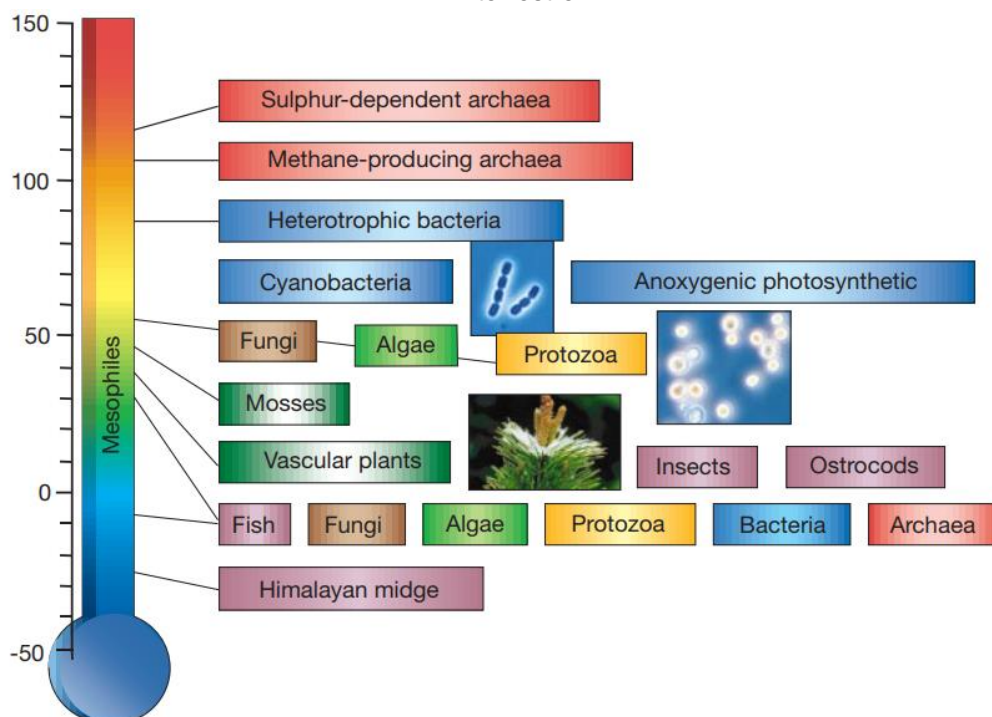 150
Sulphur-dependent archaea
Methane-producing archaea
100
Heterotrophic bacteria
Cyanobacteria
Anoxygenic photosynthetic
50
Fungi
Algae
Protozoa
Mesophiles
Mosses
Vascular plants
Insects
Ostrocods
0
Fish
Fungi
Algae
Protozoa
Bacteria
Archaea
Himalayan midge
-50